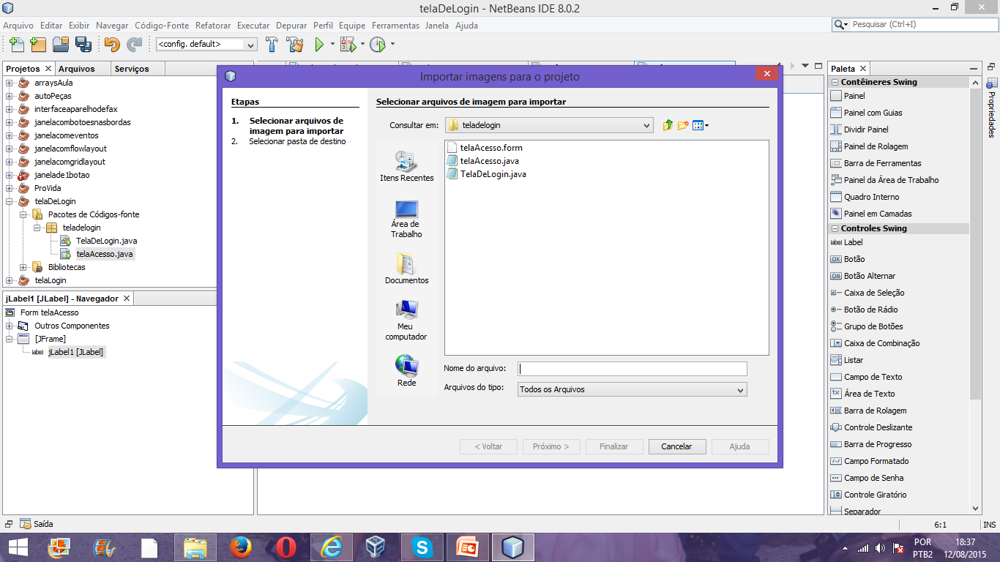 telaDeLogin - NetBeans IDE 8.0.2
Arquivo Editar Exibir Navegar Código-Fonte Refatorar Executar Depurar Perfil Equipe Ferramentas Janela Ajuda
Pesquisar (Ctrl+I)
<config. default>
Projetos Arquivos Serviços
arraysAula
autoPeças
interfaceaparelhodefax
janelacombotoesnasbordas
janelacomeventos
janelacomflowlayout
janelacomgridlayout
janelade1botao
ProVida
telaDeLogin
Pacotes de Códigos-fonte
teladelogin
TelaDeLogin.java
telaAcesso.java
Bibliotecas
telaLogin
jLabel1 [JLabel] - Navegador
Form telaAcesso
Outros Componentes
[JFrame]
label jLabel1 [JLabel]
Importar imagens para o projeto
Etapas
1. Selecionar arquivos de
imagem para importar
2. Selecionar pasta de destino
Selecionar arquivos de imagem para importar
Consultar em: teladelogin
Itens Recentes
Área de
Trabalho
Documentos
Meu
computador
Rede
telaAcesso.form
telaAcesso.java
TelaDeLogin.java
Nome do arquivo:
Arquivos do tipo: Todos os Arquivos
< Voltar Próximo > Finalizar Cancelar Ajuda
Paleta
Contêineres Swing
Painel
Painel com Guias
Dividir Painel
Painel de Rolagem
Barra de Ferramentas
Painel da Área de Trabalho
Quadro Interno
Painel em Camadas
Controles Swing
label Label
OK Botão
ON Botão Alternar
Caixa de Seleção
Botão de Rádio
Grupo de Botões
Caixa de Combinação
Listar
Campo de Texto
Área de Texto
Barra de Rolagem
Controle Deslizante
Barra de Progresso
Campo Formatado
Campo de Senha
Controle Giratório
Separador
Propriedades
Saída
6:1 INS
POR
PTB2
18:37
12/08/2015